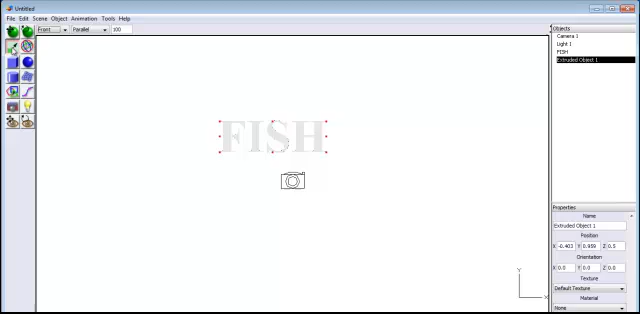 Untitled
File Edit Scene Object Animation Tools Help
Front Parallel 100
Objects
Camera 1
Light 1
FISH
Extruded Object 1
FISH
Properties
Name
Extruded Object 1
Position
X -0.403 Y 0.959 Z 0.5
Orientation
X 0.0 Y 0.0 Z 0.0
Texture
Default Texture
Material
None
Y
X